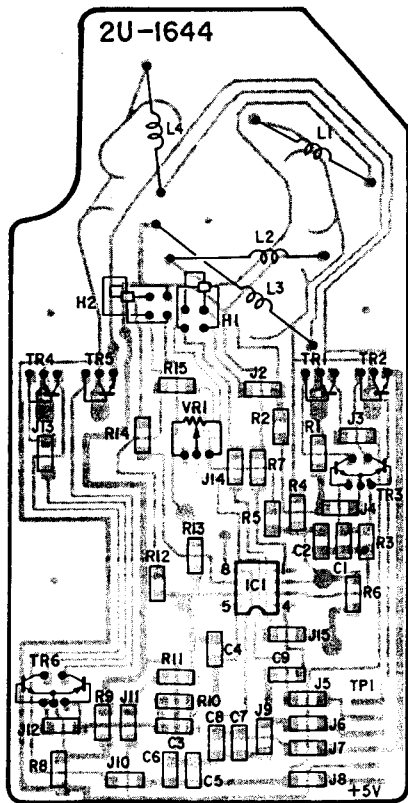 2U-1644
L4
L1
L2
L3
H2
H1
TR4 TR5
TR1 TR2
R15
J2
J13
VR1
R2
R1
J3
R14
J14
R7
TR3
R4
J4
R5
R13
C2
C1
R3
R12
8
1
IC1
5
4
R6
J15
C4
TR6
R11
C9
R9
J11
R10
J5
TP1
J12
C8
C7
J9
J6
C3
J7
R8
J10
C6
C5
J8
+5V